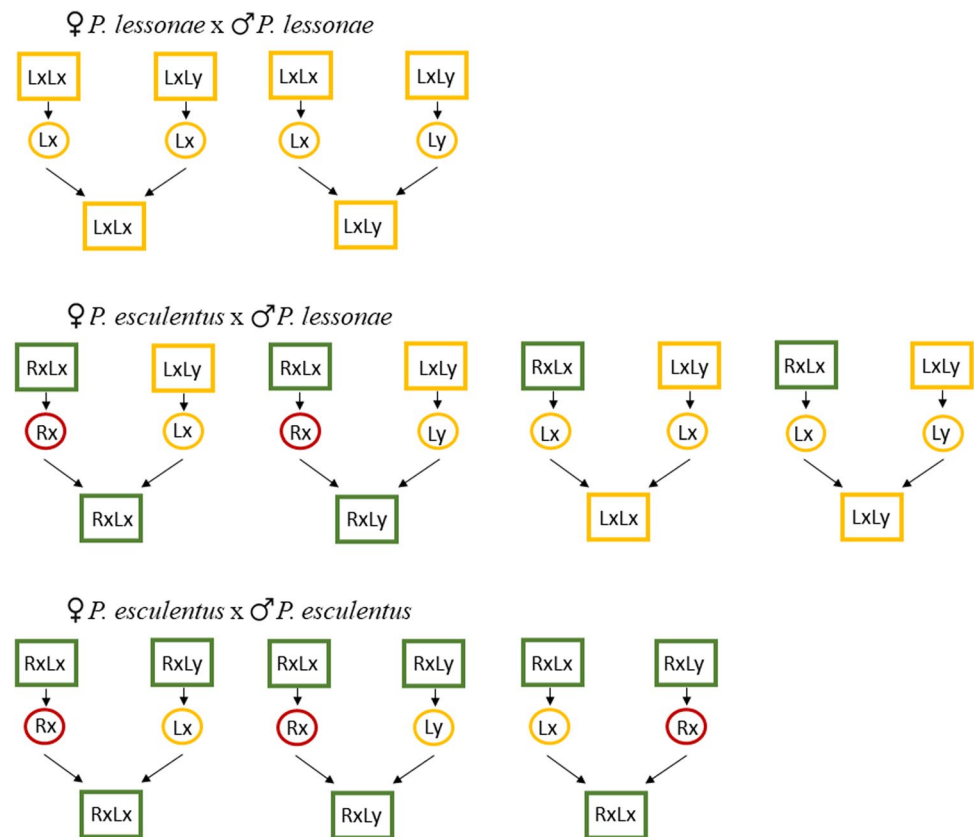 ♀ P. lessonae x ♂ P. lessonae
LxLx LxLy LxLx LxLy
Lx Lx Lx Ly
LxLx LxLy
♀ P. esculentus x ♂ P. lessonae
RxLx LxLy RxLx LxLy RxLx LxLy RxLx LxLy
Rx Lx Rx Ly Lx Lx Lx Ly
RxLx RxLy LxLx LxLy
♀ P. esculentus x ♂ P. esculentus
RxLx RxLy RxLx RxLy RxLx RxLy
Rx Lx Rx Ly Lx Rx
RxLx RxLy RxLx